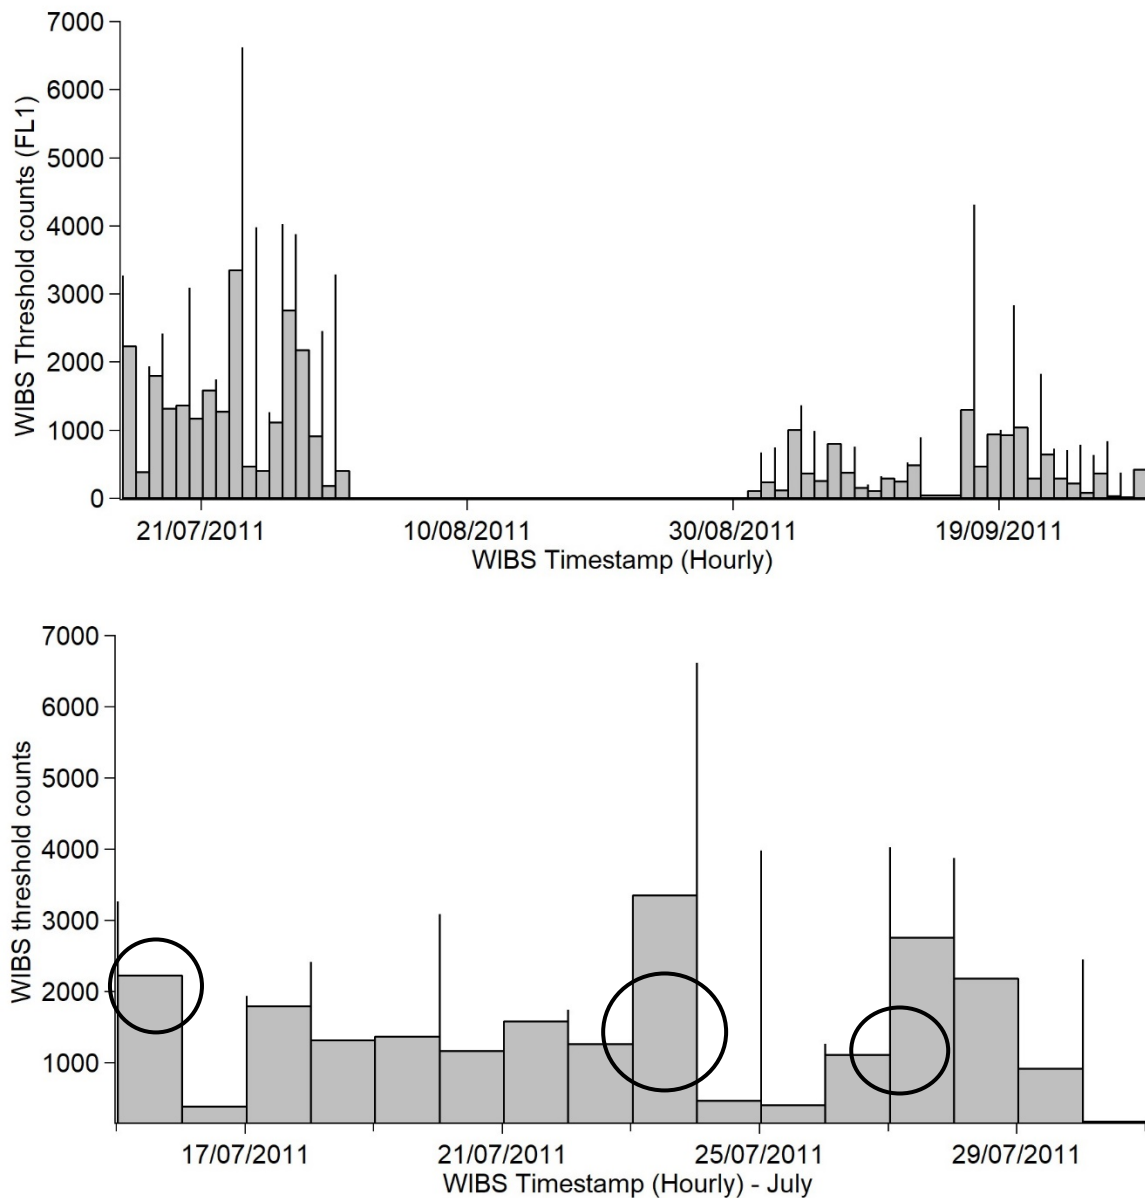 7000
6000
5000
4000
3000
2000
1000
0
WIBS Threshold counts (FL1)
21/07/2011 10/08/2011 30/08/2011 19/09/2011
WIBS Timestamp (Hourly)
7000
6000
5000
4000
3000
2000
1000
WIBS threshold counts
17/07/2011 21/07/2011 25/07/2011 29/07/2011
WIBS Timestamp (Hourly) - July